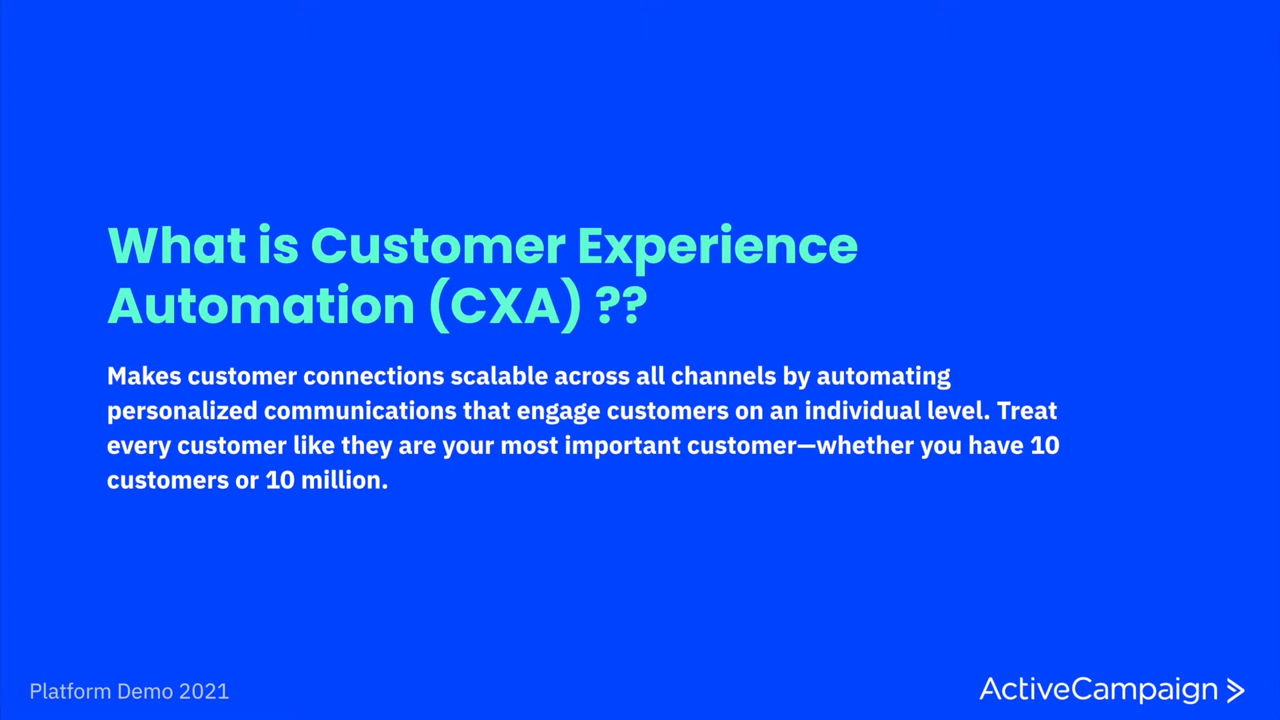 What is Customer Experience
Automation (CXA) ??
Makes customer connections scalable across all channels by automating
personalized communications that engage customers on an individual level. Treat
every customer like they are your most important customer—whether you have 10
customers or 10 million.
Platform Demo 2021
ActiveCampaign